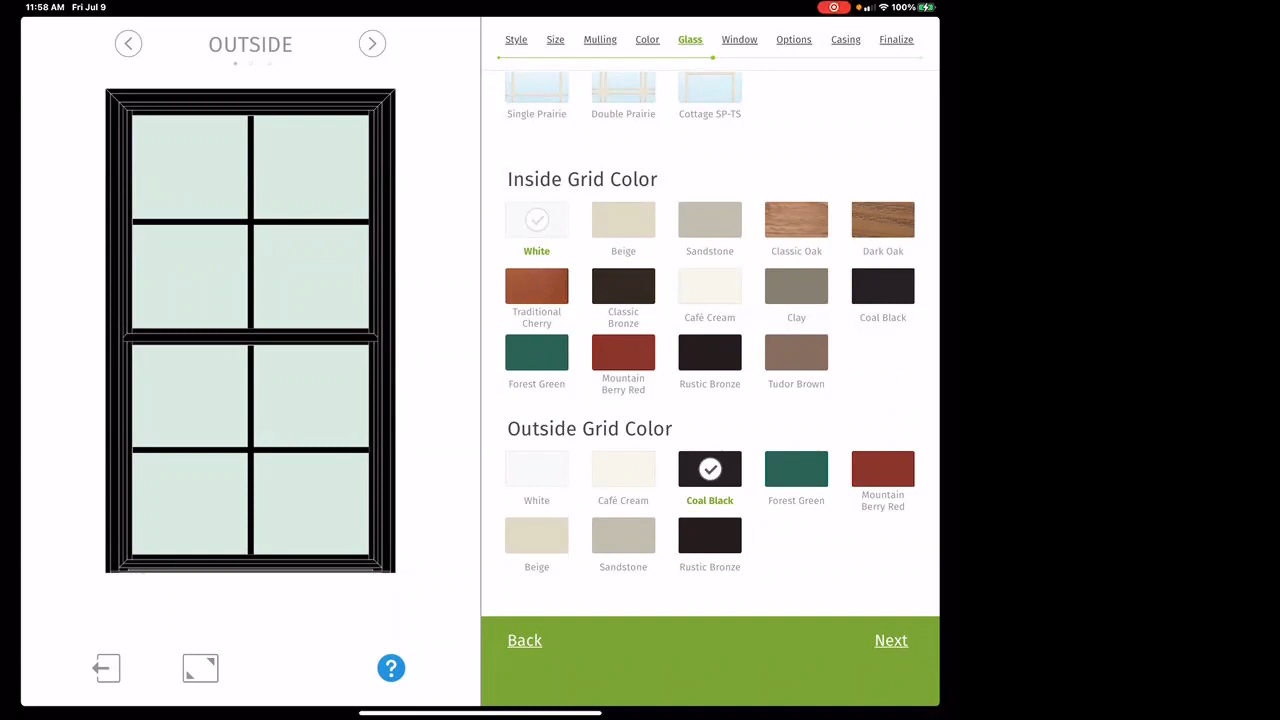 11:58 AM Fri Jul 9
100%
OUTSIDE
Style Size Mulling Color Glass Window Options Casing Finalize
Single Prairie Double Prairie Cottage SP-TS
Inside Grid Color
White Beige Sandstone Classic Oak Dark Oak
Traditional Cherry Classic Bronze Café Cream Clay Coal Black
Forest Green Mountain Berry Red Rustic Bronze Tudor Brown
Outside Grid Color
White Café Cream Coal Black Forest Green Mountain Berry Red
Beige Sandstone Rustic Bronze
Back Next
?